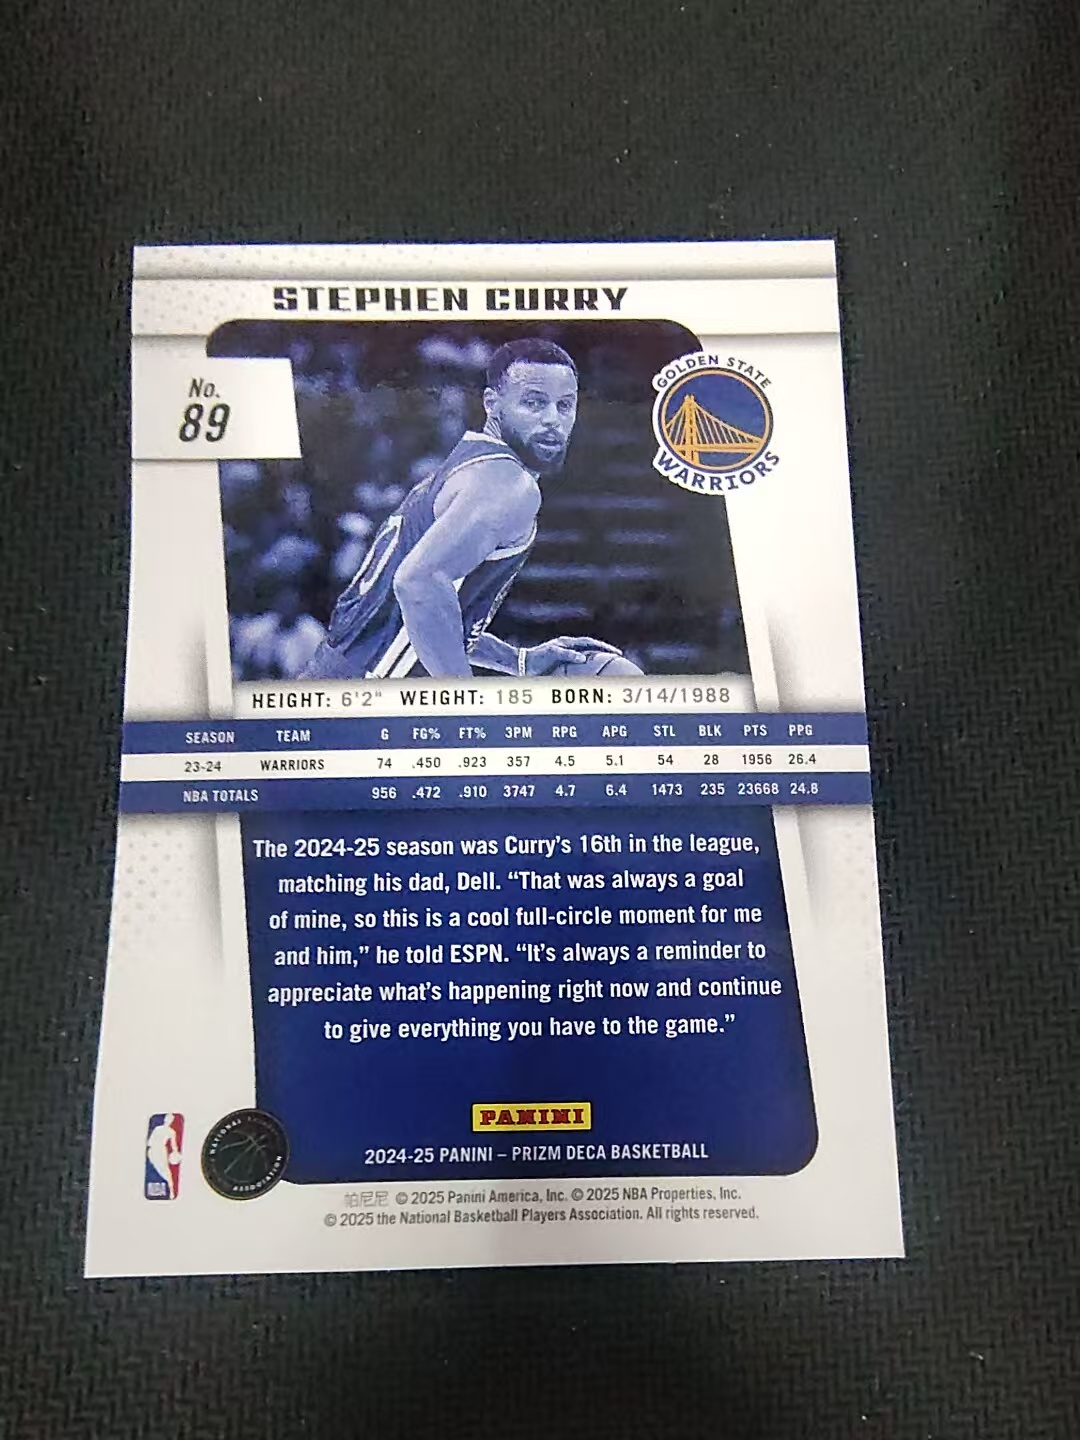 STEPHEN CURRY
No.
89
GOLDEN STATE
WARRIORS
HEIGHT: 6'2" WEIGHT: 185 BORN: 3/14/1988
SEASON TEAM G FG% FT% 3PM RPG APG STL BLK PTS PPG
23-24 WARRIORS 74 .450 .923 357 4.5 5.1 54 28 1956 26.4
NBA TOTALS 956 .472 .910 3747 4.7 6.4 1473 235 23668 24.8
The 2024-25 season was Curry's 16th in the league,
matching his dad, Dell. “That was always a goal
of mine, so this is a cool full-circle moment for me
and him,” he told ESPN. “It's always a reminder to
appreciate what's happening right now and continue
to give everything you have to the game.”
PANINI
2024-25 PANINI – PRIZM DECA BASKETBALL
NBA
NATIONAL
ASSOCIATION
帕尼尼 © 2025 Panini America, Inc. © 2025 NBA Properties, Inc.
© 2025 the National Basketball Players Association. All rights reserved.